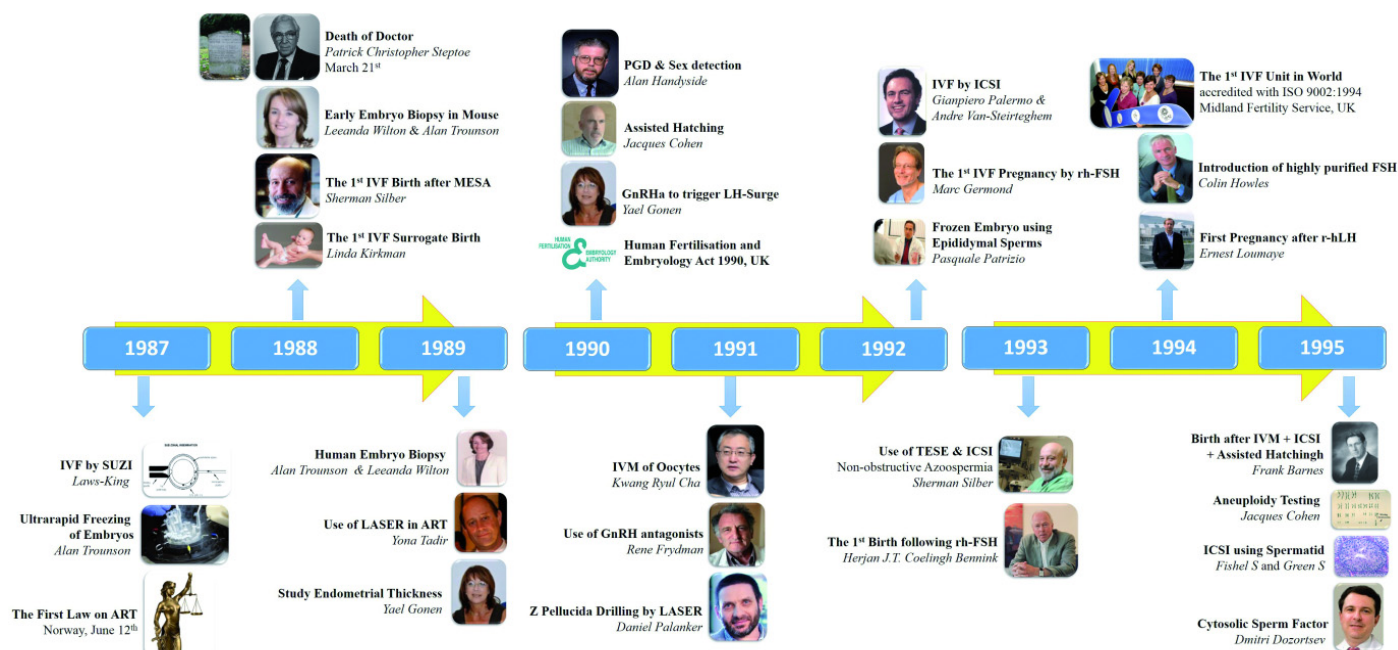 Death of Doctor
Patrick Christopher Steptoe
March 21st
Early Embryo Biopsy in Mouse
Leeanda Wilton & Alan Trounson
The 1st IVF Birth after MESA
Sherman Silber
The 1st IVF Surrogate Birth
Linda Kirkman
PGD & Sex detection
Alan Handyside
Assisted Hatching
Jacques Cohen
GnRHa to trigger LH-Surge
Yael Gonen
HUMAN
FERTILISATION &
EMBRYOLOGY
AUTHORITY
Human Fertilisation and
Embryology Act 1990, UK
IVF by ICSI
Gianpiero Palermo &
Andre Van-Steirteghem
The 1st IVF Pregnancy by rh-FSH
Marc Germond
Frozen Embryo using
Epididymal Sperms
Pasquale Patrizio
The 1st IVF Unit in World
accredited with ISO 9002:1994
Midland Fertility Service, UK
Introduction of highly purified FSH
Colin Howles
First Pregnancy after r-hLH
Ernest Loumaye
1987
1988
1989
1990
1991
1992
1993
1994
1995
IVF by SUZI
Laws-King
Ultrarapid Freezing
of Embryos
Alan Trounson
The First Law on ART
Norway, June 12th
Human Embryo Biopsy
Alan Trounson & Leeanda Wilton
Use of LASER in ART
Yona Tadir
Study Endometrial Thickness
Yael Gonen
IVM of Oocytes
Kwang Ryul Cha
Use of GnRH antagonists
Rene Frydman
Z Pellucida Drilling by LASER
Daniel Palanker
Use of TESE & ICSI
Non-obstructive Azoospermia
Sherman Silber
The 1st Birth following rh-FSH
Herjan J.T. Coelingh Bennink
Birth after IVM + ICSI
+ Assisted Hatchingh
Frank Barnes
Aneuploidy Testing
Jacques Cohen
ICSI using Spermatid
Fishel S and Green S
Cytosolic Sperm Factor
Dmitri Dozortsev